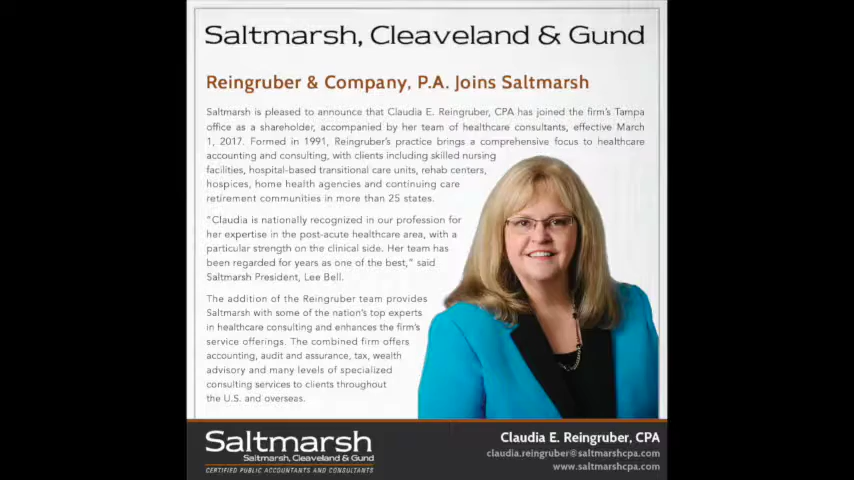 Saltmarsh, Cleaveland & Gund
Reingruber & Company, P.A. Joins Saltmarsh
Saltmarsh is pleased to announce that Claudia E. Reingruber, CPA has joined the firm's Tampa
office as a shareholder, accompanied by her team of healthcare consultants, effective March
1, 2017. Formed in 1991, Reingruber's practice brings a comprehensive focus to healthcare
accounting and consulting, with clients including skilled nursing
facilities, hospital-based transitional care units, rehab centers,
hospices, home health agencies and continuing care
retirement communities in more than 25 states.
"Claudia is nationally recognized in our profession for
her expertise in the post-acute healthcare area, with a
particular strength on the clinical side. Her team has
been regarded for years as one of the best," said
Saltmarsh President, Lee Bell.
The addition of the Reingruber team provides
Saltmarsh with some of the nation's top experts
in healthcare consulting and enhances the firm's
service offerings. The combined firm offers
accounting, audit and assurance, tax, wealth
advisory and many levels of specialized
consulting services to clients throughout
the U.S. and overseas.
Saltmarsh
Saltmarsh, Cleaveland & Gund
CERTIFIED PUBLIC ACCOUNTANTS AND CONSULTANTS
Claudia E. Reingruber, CPA
claudia.reingruber@saltmarshcpa.com
www.saltmarshcpa.com